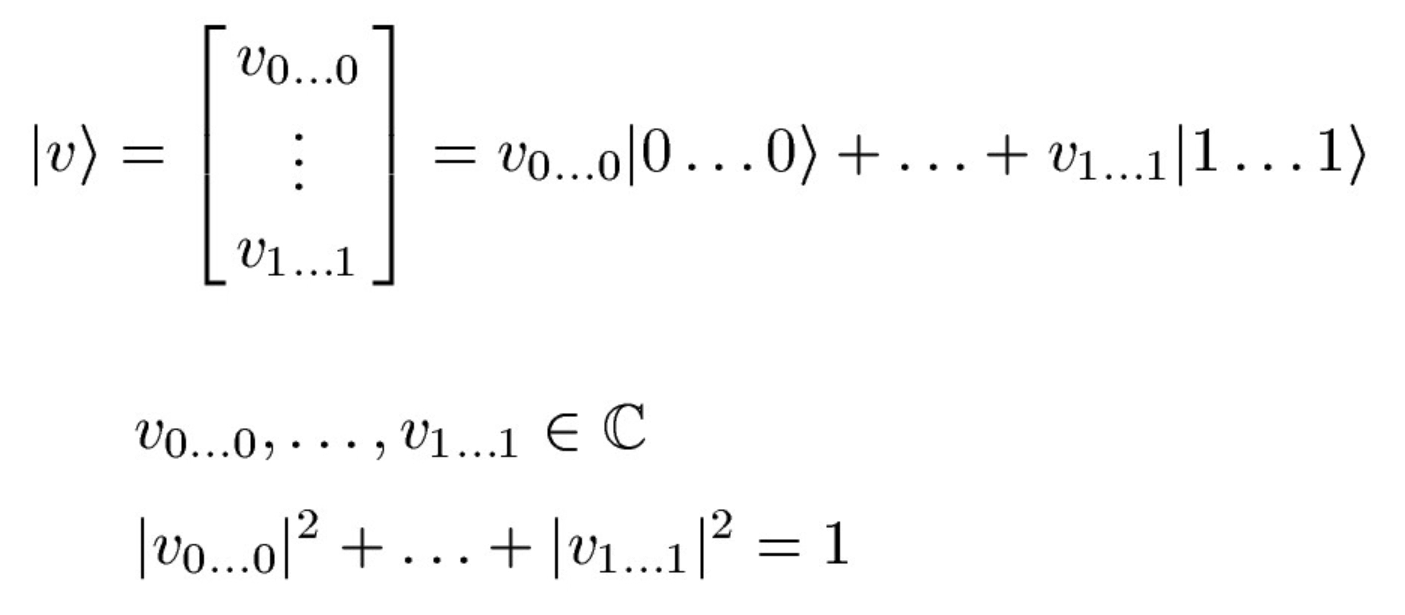 |v⟩ = [ v_{0…0} ⋮ v_{1…1} ] = v_{0…0}|0…0⟩ + … + v_{1…1}|1…1⟩
v_{0…0}, …, v_{1…1} ∈ ℂ
|v_{0…0}|² + … + |v_{1…1}|² = 1